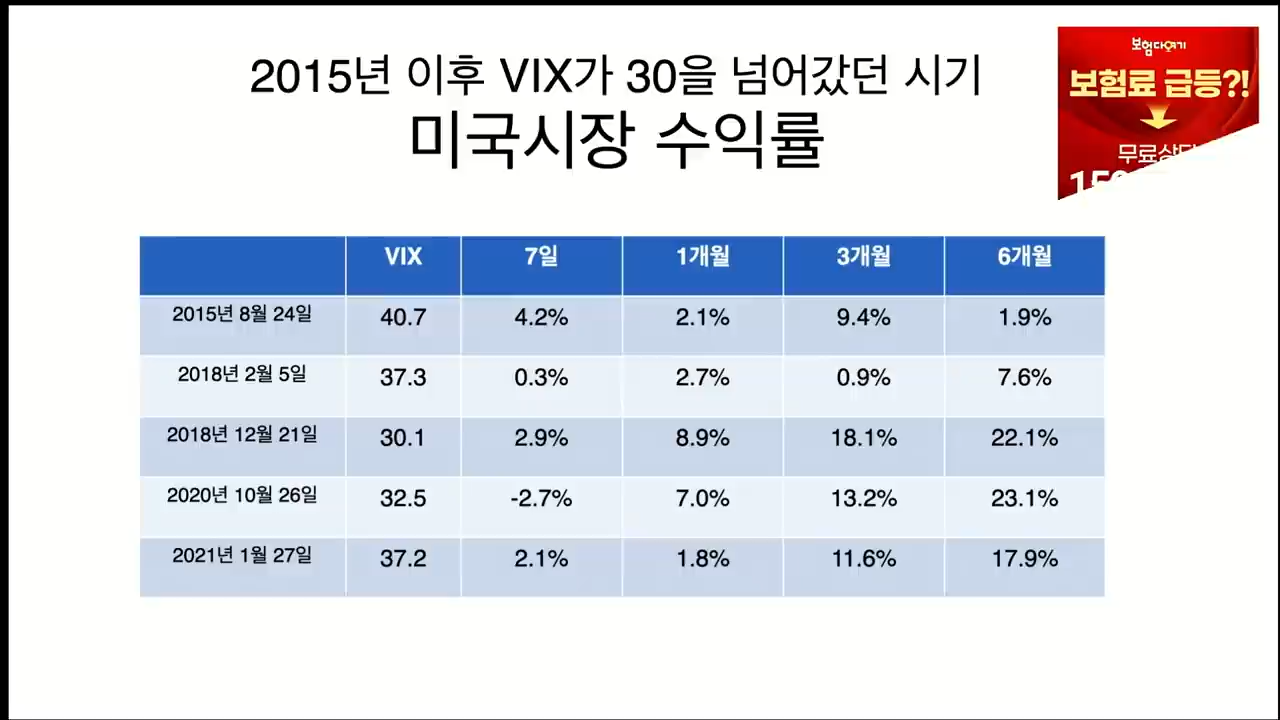 2015년 이후 VIX가 30을 넘어갔던 시기
미국시장 수익률
보험다여기
보험료 급등?!
VIX 7일 1개월 3개월 6개월
2015년 8월 24일 40.7 4.2% 2.1% 9.4% 1.9%
2018년 2월 5일 37.3 0.3% 2.7% 0.9% 7.6%
2018년 12월 21일 30.1 2.9% 8.9% 18.1% 22.1%
2020년 10월 26일 32.5 -2.7% 7.0% 13.2% 23.1%
2021년 1월 27일 37.2 2.1% 1.8% 11.6% 17.9%